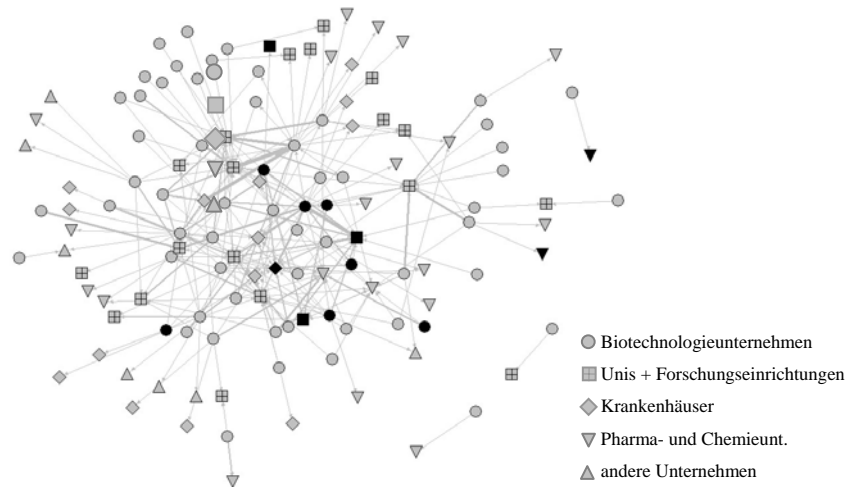 Biotechnologieunternehmen
Unis + Forschungseinrichtungen
Krankenhäuser
Pharma- und Chemieunt.
andere Unternehmen